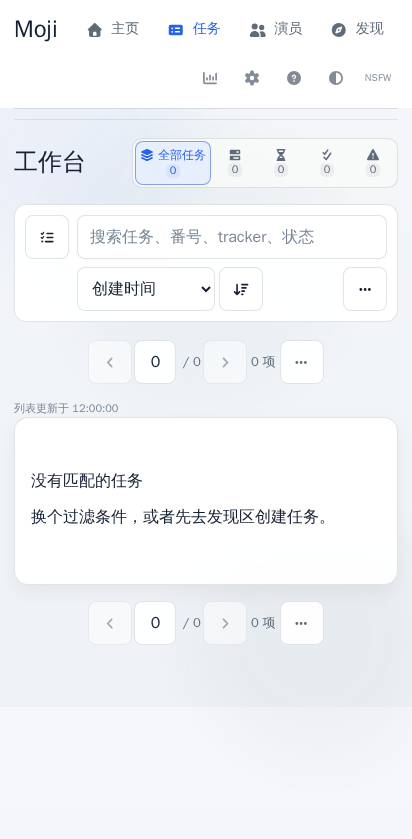 Moji 主页 任务 演员 发现
NSFW
工作台
全部任务
0 0 0 0 0
搜索任务、番号、tracker、状态
创建时间
0 / 0 0 项
列表更新于 12:00:00
没有匹配的任务
换个过滤条件，或者先去发现区创建任务。
0 / 0 0 项